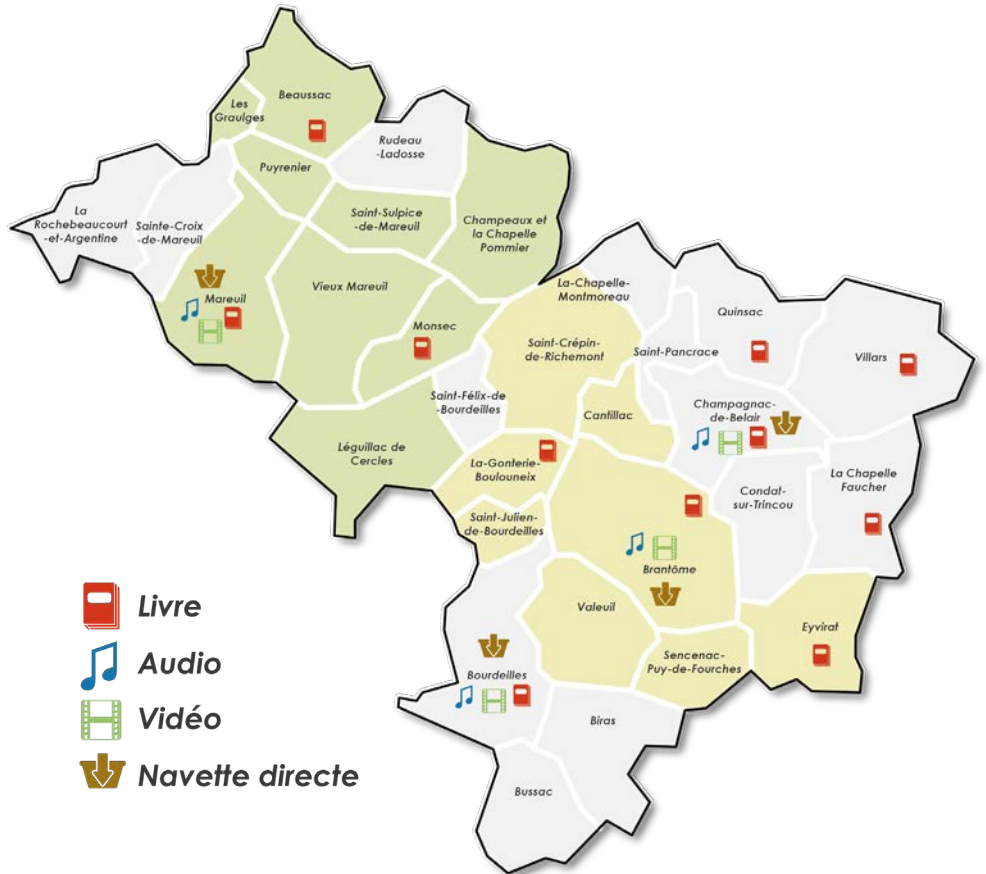 Beaussac
Les
Graulges
Rudeau
-Ladosse
Puyrenier
La
Rochebeaucourt
-et-Argentine
Sainte-Croix
-de-Mareuil
Saint-Sulpice
-de-Mareuil
Champeaux et
la Chapelle
Pommier
Mareuil
Vieux Mareuil
Monsec
La-Chapelle-
Montmoreau
Quinsac
Saint-Crépin-
de-Richemont
Saint-Pancrace
Villars
Saint-Félix-de
-Bourdeilles
Cantillac
Champagnac-
de-Belair
Léguillac de
Cercles
La-Gonterie-
Boulouneix
Condat-
sur-Trincou
La Chapelle
Faucher
Saint-Julien-
de-Bourdeilles
Brantôme
Valeuil
Eyvirat
Sencenac-
Puy-de-Fourches
Bourdeilles
Biras
Bussac
Livre
Audio
Vidéo
Navette directe